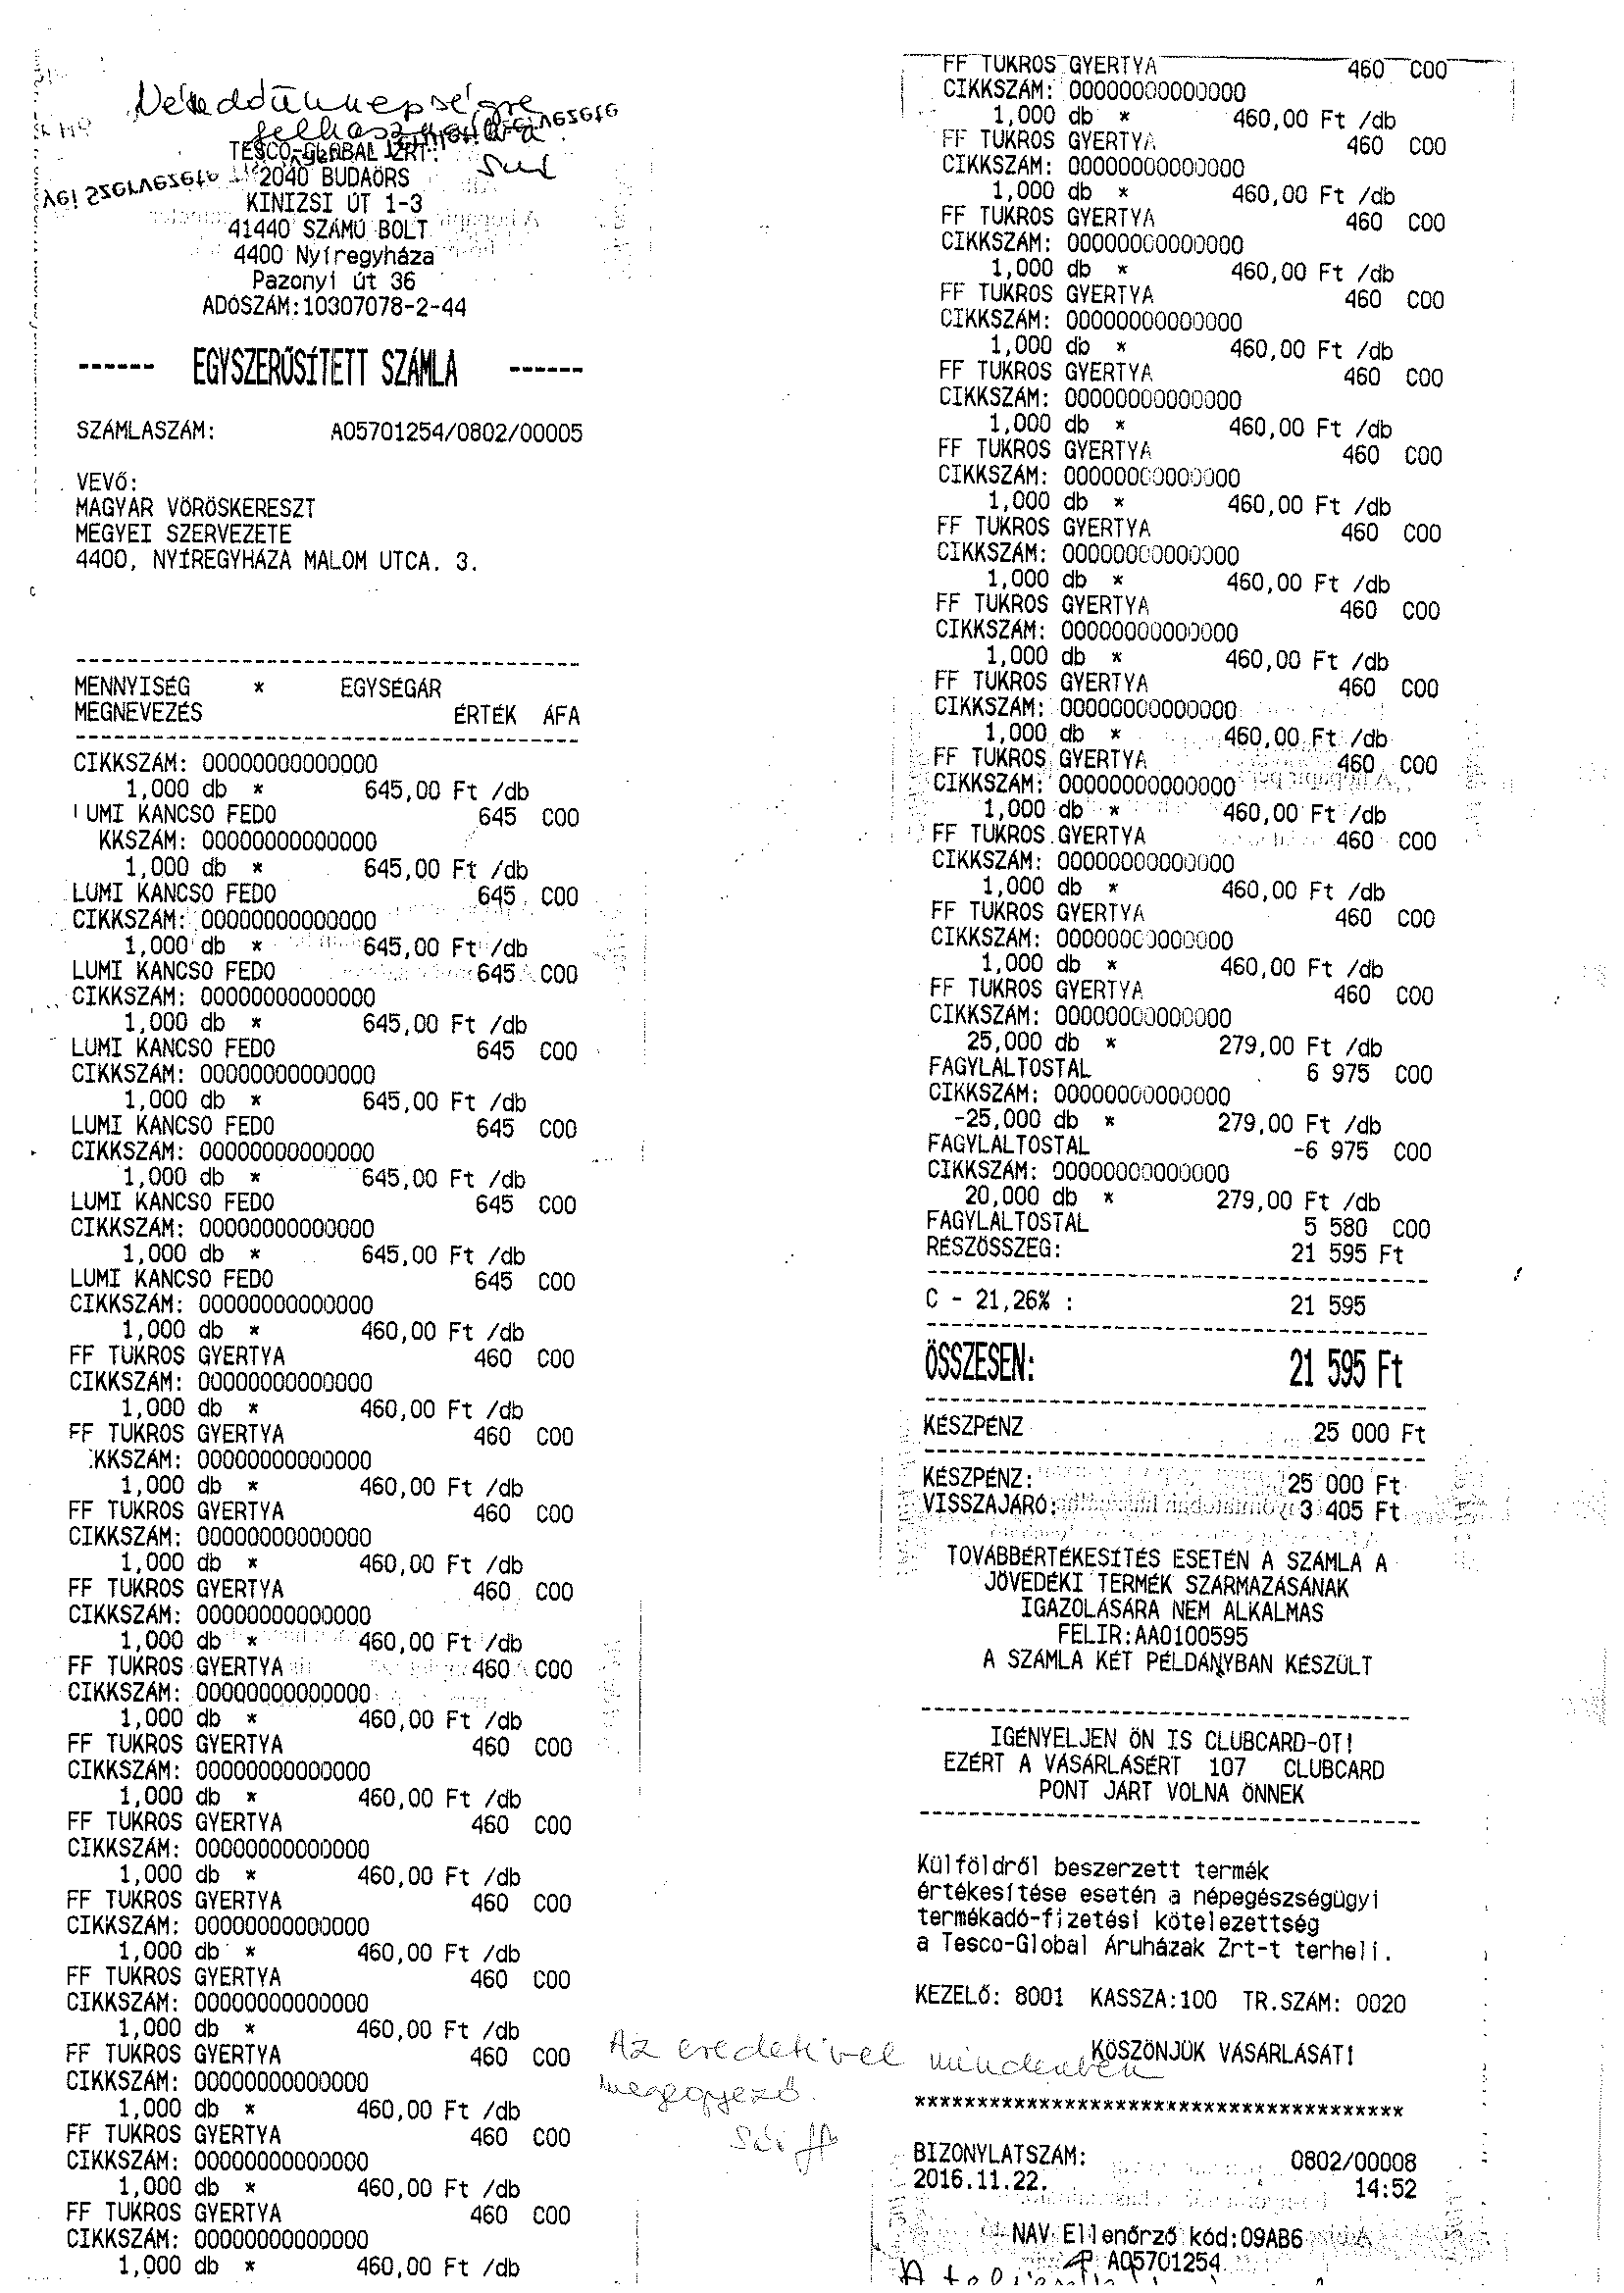 Véraddóünnepségre
felhasználásra
TESCO-GLOBAL ZRT.
2040 BUDAÖRS
KINIZSI ÚT 1-3
41440 SZÁMÚ BOLT
4400 Nyíregyháza
Pazonyi út 36
ADÓSZÁM:10307078-2-44
------ EGYSZERŰSÍTETT SZÁMLA ------
SZÁMLASZÁM: A05701254/0802/00005
VEVŐ:
MAGYAR VÖRÖSKERESZT
MEGYEI SZERVEZETE
4400, NYÍREGYHÁZA MALOM UTCA. 3.
MENNYISÉG * EGYSÉGÁR
MEGNEVEZÉS ÉRTÉK ÁFA
CIKKSZÁM: 00000000000000
1,000 db * 645,00 Ft /db
UMI KANCSO FEDO 645 C00
KKSZÁM: 00000000000000
1,000 db * 645,00 Ft /db
LUMI KANCSO FEDO 645 C00
CIKKSZÁM: 00000000000000
1,000 db * 645,00 Ft /db
LUMI KANCSO FEDO 645 C00
CIKKSZÁM: 00000000000000
1,000 db * 645,00 Ft /db
LUMI KANCSO FEDO 645 C00
CIKKSZÁM: 00000000000000
1,000 db * 645,00 Ft /db
LUMI KANCSO FEDO 645 C00
CIKKSZÁM: 00000000000000
1,000 db * 645,00 Ft /db
LUMI KANCSO FEDO 645 C00
CIKKSZÁM: 00000000000000
1,000 db * 645,00 Ft /db
LUMI KANCSO FEDO 645 C00
CIKKSZÁM: 00000000000000
1,000 db * 460,00 Ft /db
FF TUKROS GYERTYA 460 C00
CIKKSZÁM: 00000000000000
1,000 db * 460,00 Ft /db
FF TUKROS GYERTYA 460 C00
KKSZÁM: 00000000000000
1,000 db * 460,00 Ft /db
FF TUKROS GYERTYA 460 C00
CIKKSZÁM: 00000000000000
1,000 db * 460,00 Ft /db
FF TUKROS GYERTYA 460 C00
CIKKSZÁM: 00000000000000
1,000 db * 460,00 Ft /db
FF TUKROS GYERTYA 460 C00
CIKKSZÁM: 00000000000000
1,000 db * 460,00 Ft /db
FF TUKROS GYERTYA 460 C00
CIKKSZÁM: 00000000000000
1,000 db * 460,00 Ft /db
FF TUKROS GYERTYA 460 C00
CIKKSZÁM: 00000000000000
1,000 db * 460,00 Ft /db
FF TUKROS GYERTYA 460 C00
CIKKSZÁM: 00000000000000
1,000 db * 460,00 Ft /db
FF TUKROS GYERTYA 460 C00
CIKKSZÁM: 00000000000000
1,000 db * 460,00 Ft /db
FF TUKROS GYERTYA 460 C00
CIKKSZÁM: 00000000000000
1,000 db * 460,00 Ft /db
FF TUKROS GYERTYA 460 C00
CIKKSZÁM: 00000000000000
1,000 db * 460,00 Ft /db
FF TUKROS GYERTYA 460 C00
CIKKSZÁM: 00000000000000
1,000 db * 460,00 Ft /db
FF TUKROS GYERTYA 460 C00
CIKKSZÁM: 00000000000000
1,000 db * 460,00 Ft /db
FF TUKROS GYERTYA 460 C00
CIKKSZÁM: 00000000000000
1,000 db * 460,00 Ft /db
FF TUKROS GYERTYA 460 C00
CIKKSZÁM: 00000000000000
1,000 db * 460,00 Ft /db
FF TUKROS GYERTYA 460 C00
CIKKSZÁM: 00000000000000
1,000 db * 460,00 Ft /db
FF TUKROS GYERTYA 460 C00
CIKKSZÁM: 00000000000000
1,000 db * 460,00 Ft /db
FF TUKROS GYERTYA 460 C00
CIKKSZÁM: 00000000000000
1,000 db * 460,00 Ft /db
FF TUKROS GYERTYA 460 C00
CIKKSZÁM: 00000000000000
1,000 db * 460,00 Ft /db
FF TUKROS GYERTYA 460 C00
CIKKSZÁM: 00000000000000
1,000 db * 460,00 Ft /db
FF TUKROS GYERTYA 460 C00
CIKKSZÁM: 00000000000000
1,000 db * 460,00 Ft /db
FF TUKROS GYERTYA 460 C00
CIKKSZÁM: 00000000000000
1,000 db * 460,00 Ft /db
FF TUKROS GYERTYA 460 C00
CIKKSZÁM: 00000000000000
1,000 db * 460,00 Ft /db
FF TUKROS GYERTYA 460 C00
CIKKSZÁM: 00000000000000
1,000 db * 460,00 Ft /db
FF TUKROS GYERTYA 460 C00
CIKKSZÁM: 00000000000000
25,000 db * 279,00 Ft /db
FAGYLALTOSTAL 6 975 C00
CIKKSZÁM: 00000000000000
-25,000 db * 279,00 Ft /db
FAGYLALTOSTAL -6 975 C00
CIKKSZÁM: 00000000000000
20,000 db * 279,00 Ft /db
FAGYLALTOSTAL 5 580 C00
RÉSZÖSSZEG: 21 595 Ft
C - 21,26% : 21 595
ÖSSZESEN: 21 595 Ft
KÉSZPÉNZ 25 000 Ft
KÉSZPÉNZ: 25 000 Ft
VISSZAJÁRÓ: 3 405 Ft
TOVÁBBÉRTÉKESÍTÉS ESETÉN A SZÁMLA A
JÖVEDÉKI TERMÉK SZÁRMAZÁSÁNAK
IGAZOLÁSÁRA NEM ALKALMAS
FELIR:AA0100595
A SZÁMLA KÉT PÉLDÁNYBAN KÉSZÜLT
IGÉNYELJEN ÖN IS CLUBCARD-OT!
EZÉRT A VÁSÁRLÁSÉRT 107 CLUBCARD
PONT JÁRT VOLNA ÖNNEK
Külföldről beszerzett termék
értékesítése esetén a népegészségügyi
termékadó-fizetési kötelezettség
a Tesco-Global Áruházak Zrt-t terheli.
KEZELŐ: 8001 KASSZA:100 TR.SZÁM: 0020
KÖSZÖNJÜK VÁSÁRLÁSÁT!
Az eredetivel mindenben
megegyező.
***************************************
BIZONYLATSZÁM: 0802/00008
2016.11.22. 14:52
NAV Ellenőrző kód:09AB6
AP A05701254